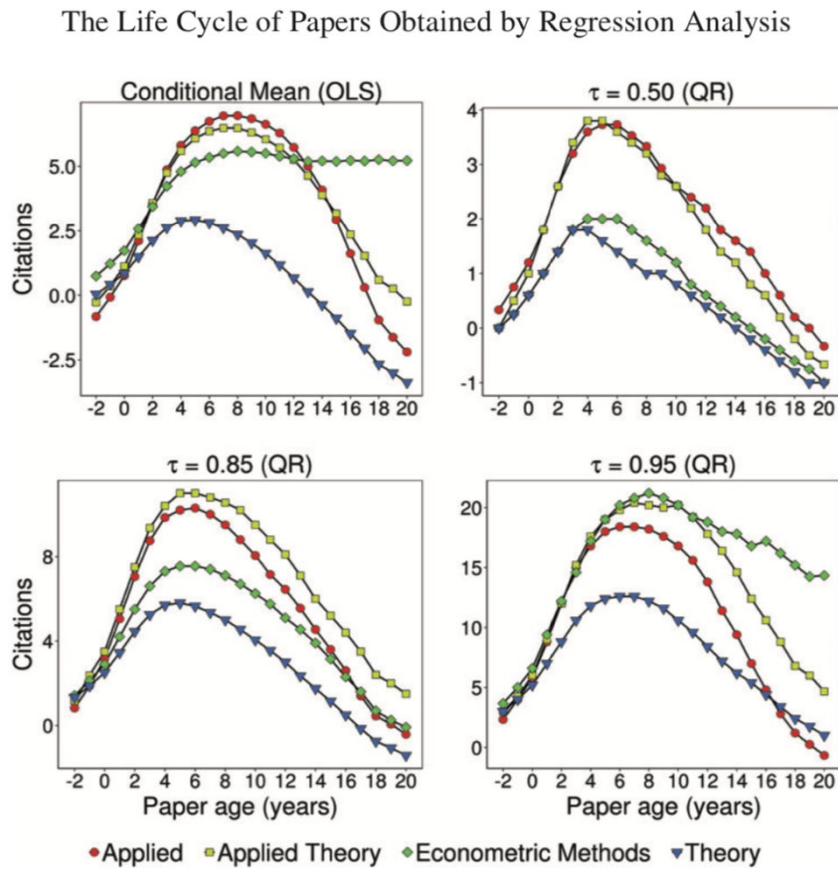 The Life Cycle of Papers Obtained by Regression Analysis
Conditional Mean (OLS)
Citations
5.0
2.5
0.0
-2.5
-2 0 2 4 6 8 10 12 14 16 18 20
τ = 0.50 (QR)
4
3
2
1
0
-1
-2 0 2 4 6 8 10 12 14 16 18 20
τ = 0.85 (QR)
Citations
8
4
0
-2 0 2 4 6 8 10 12 14 16 18 20
Paper age (years)
τ = 0.95 (QR)
20
15
10
5
0
-2 0 2 4 6 8 10 12 14 16 18 20
Paper age (years)
Applied Applied Theory Econometric Methods Theory